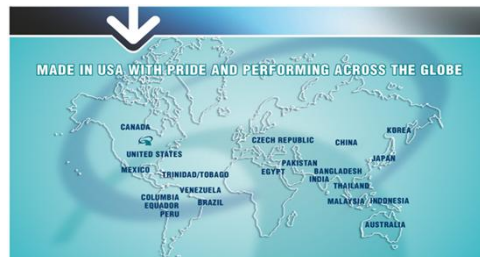 MADE IN USA WITH PRIDE AND PERFORMING ACROSS THE GLOBE
CANADA
UNITED STATES
MEXICO
TRINIDAD/TOBAGO
VENEZUELA
COLUMBIA
EQUADOR
PERU
BRAZIL
CZECH REPUBLIC
EGYPT
PAKISTAN
INDIA
BANGLADESH
THAILAND
CHINA
KOREA
JAPAN
MALAYSIA
INDONESIA
AUSTRALIA